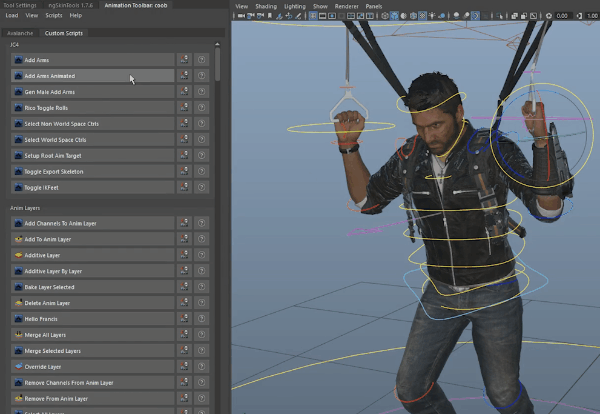 Tool Settings ngSkinTools 1.7.6 Animation Toolbar: coob
Load View Scripts Help
Avalanche Custom Scripts
JC4
Add Arms
Add Arms Animated
Gen Male Add Arms
Rico Toggle Rolls
Select Non World Space Ctrls
Select World Space Ctrls
Setup Root Aim Target
Toggle Export Skeleton
Toggle IKFeet
Anim Layers
Add Channels To Anim Layer
Add To Anim Layer
Additive Layer
Additive Layer By Layer
Bake Layer Selected
Delete Anim Layer
Hello Francis
Merge All Layers
Merge Selected Layers
Override Layer
Remove Channels From Anim Layer
Remove From Anim Layer
View Shading Lighting Show Renderer Panels
0.00 1.00